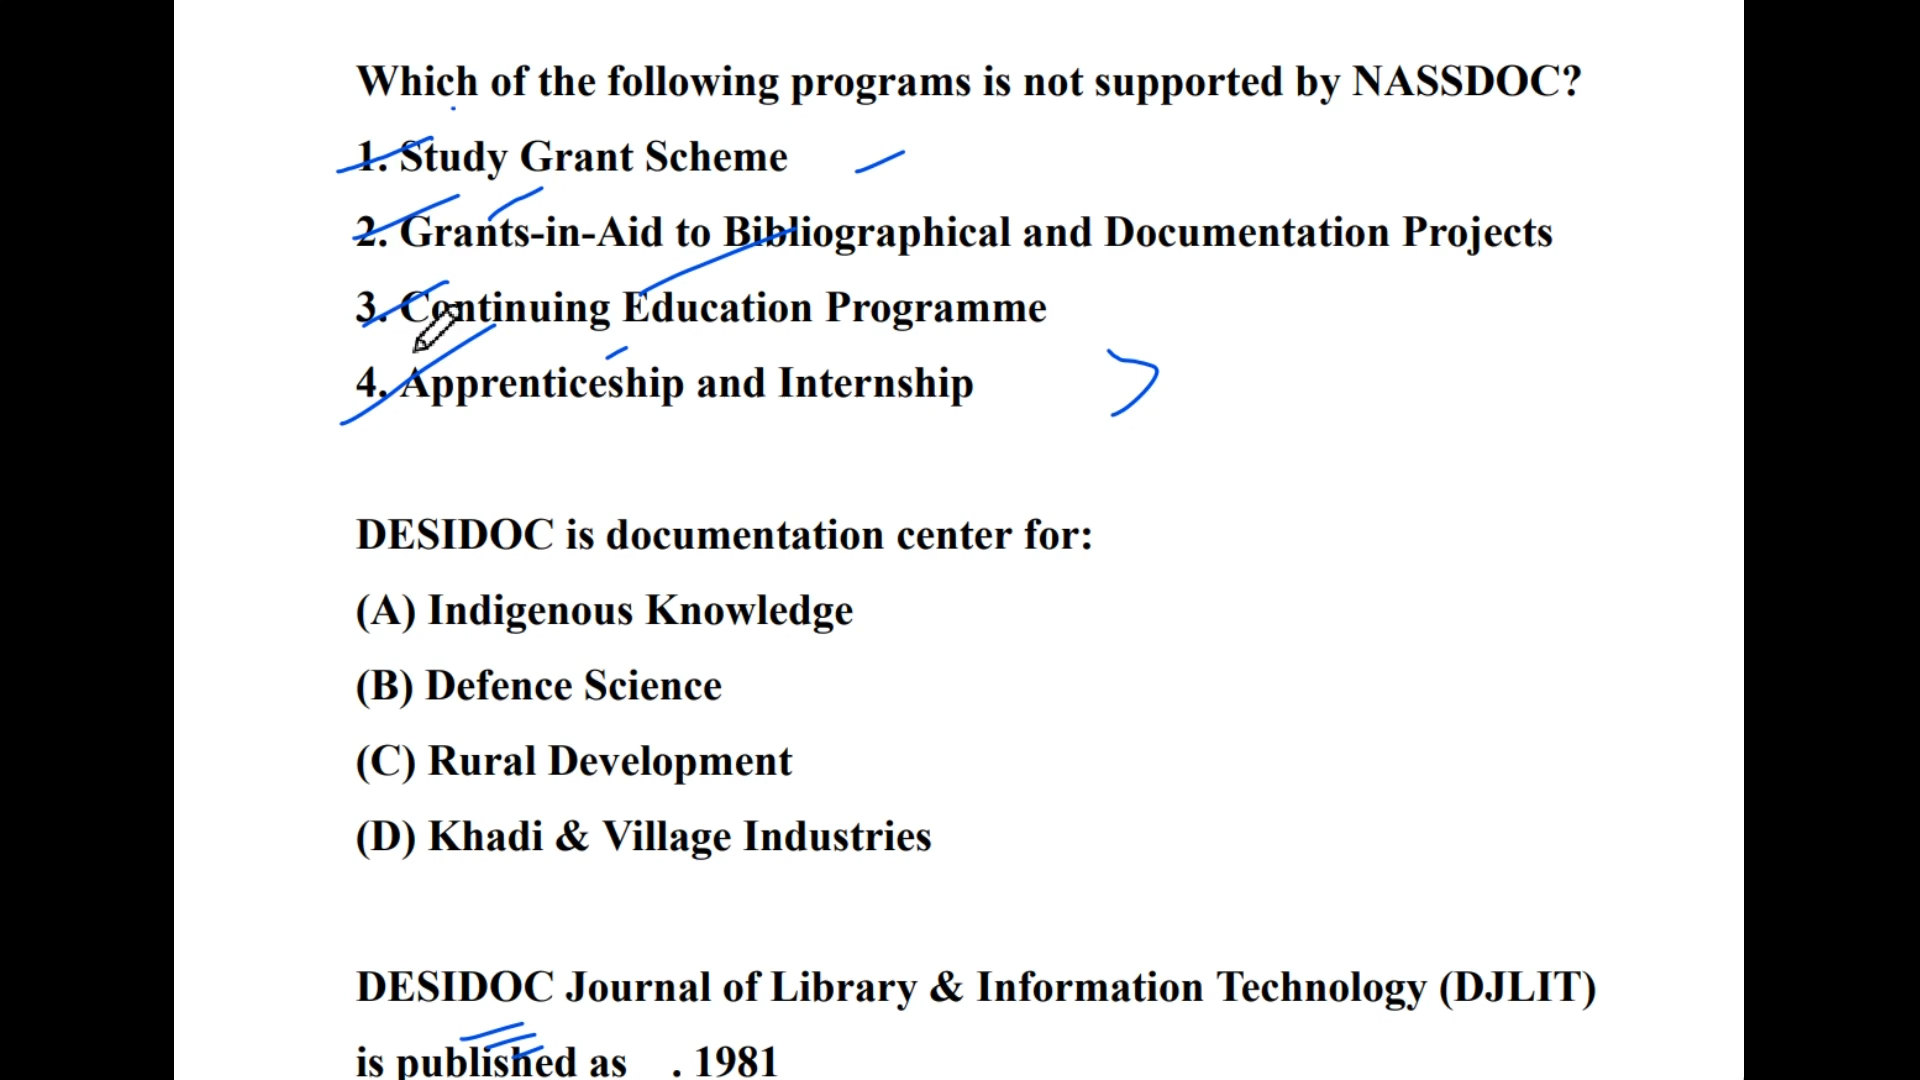 Which of the following programs is not supported by NASSDOC?
1. Study Grant Scheme
2. Grants-in-Aid to Bibliographical and Documentation Projects
3. Continuing Education Programme
4. Apprenticeship and Internship
DESIDOC is documentation center for:
(A) Indigenous Knowledge
(B) Defence Science
(C) Rural Development
(D) Khadi & Village Industries
DESIDOC Journal of Library & Information Technology (DJLIT)
is published as . 1981